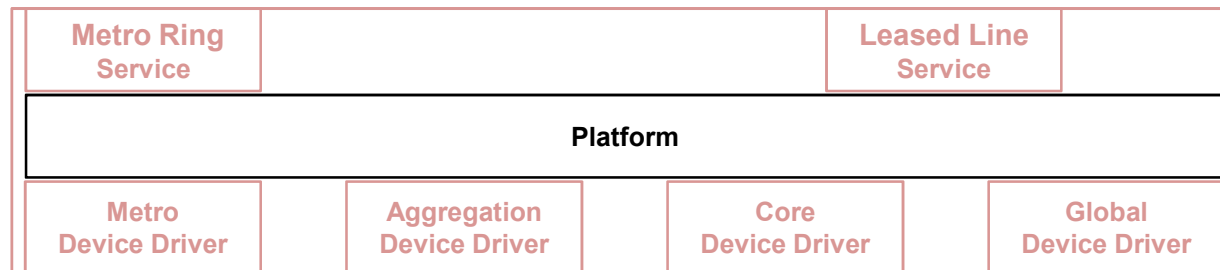 Metro Ring
Service
Leased Line
Service
Platform
Metro
Device Driver
Aggregation
Device Driver
Core
Device Driver
Global
Device Driver